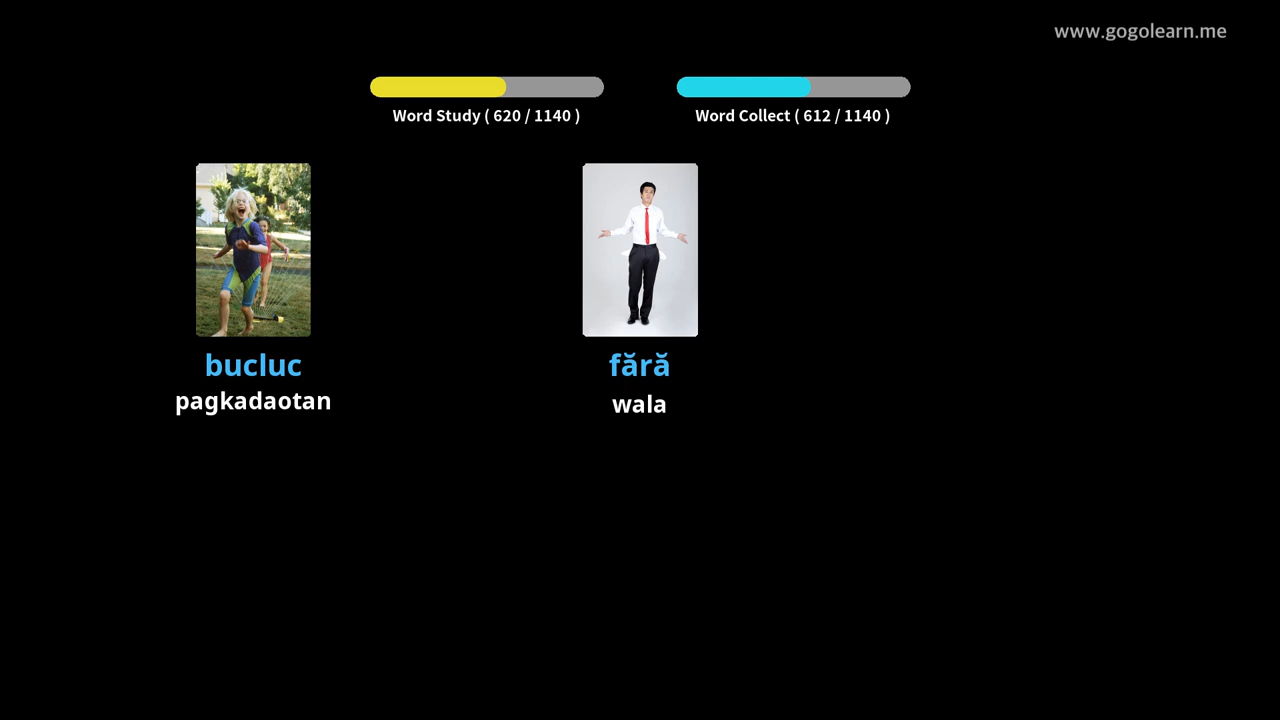 www.gogolearn.me
Word Study ( 620 / 1140 )
Word Collect ( 612 / 1140 )
bucluc
pagkadaotan
fără
wala